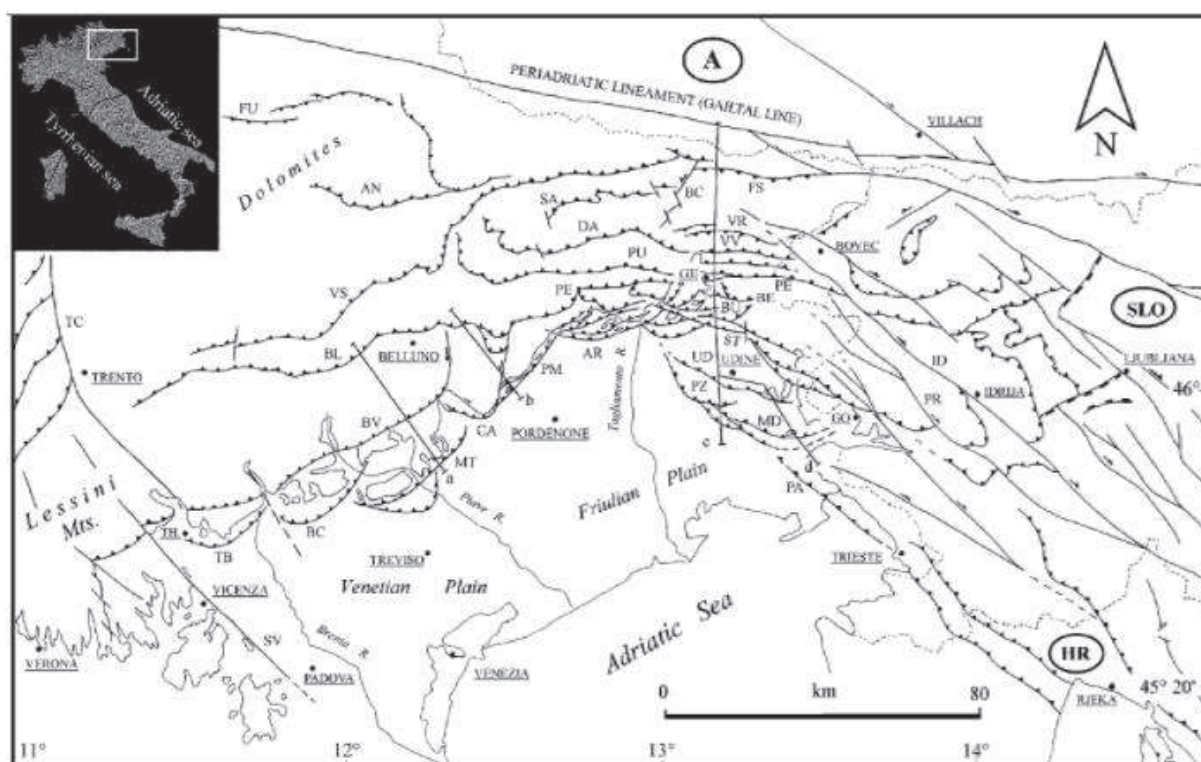 Adriatic sea
Tyrrhenian sea
A
PERIADRIATIC LINEAMENT (GAILTAL LINE)
VILLACH
N
FU
Dolomites
AN
SA
BC
FS
DA
VR
VV
BOVEC
PU
GE
PE
PE
BE
BU
VS
SLO
TC
ST
LJUBLJANA
BL
BELLUNO
AR
UD
UDINE
ID
46°
TRENTO
PM
PZ
PR
IDRIJA
b
BV
CA
PORDENONE
Tagliamento R.
MD
GO
c
MT
a
d
PA
Lessini
Mts.
Piave R.
Friulian
Plain
TH
TB
BC
TREVISO
TRIESTE
Venetian Plain
VICENZA
SV
Brenta R.
Adriatic Sea
HR
VERONA
PADOVA
VENEZIA
0 km 80
45° 20'
RJEKA
11°
12°
13°
14°